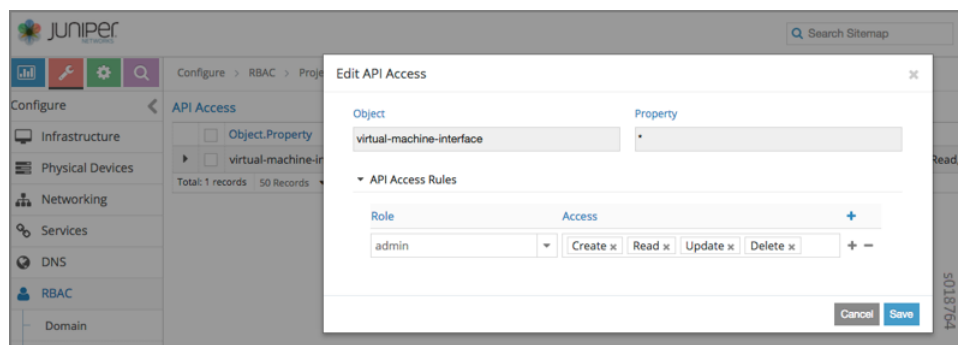 JUNIPER
NETWORKS
Search Sitemap
Configure > RBAC > Proje
Edit API Access
×
Configure
API Access
Object
Property
Infrastructure
Object.Property
virtual-machine-interface
*
Physical Devices
virtual-machine-in
Read,
Total: 1 records 50 Records
API Access Rules
Networking
Role Access +
Services
admin Create × Read × Update × Delete × + −
DNS
RBAC
Cancel Save
Domain
s018764